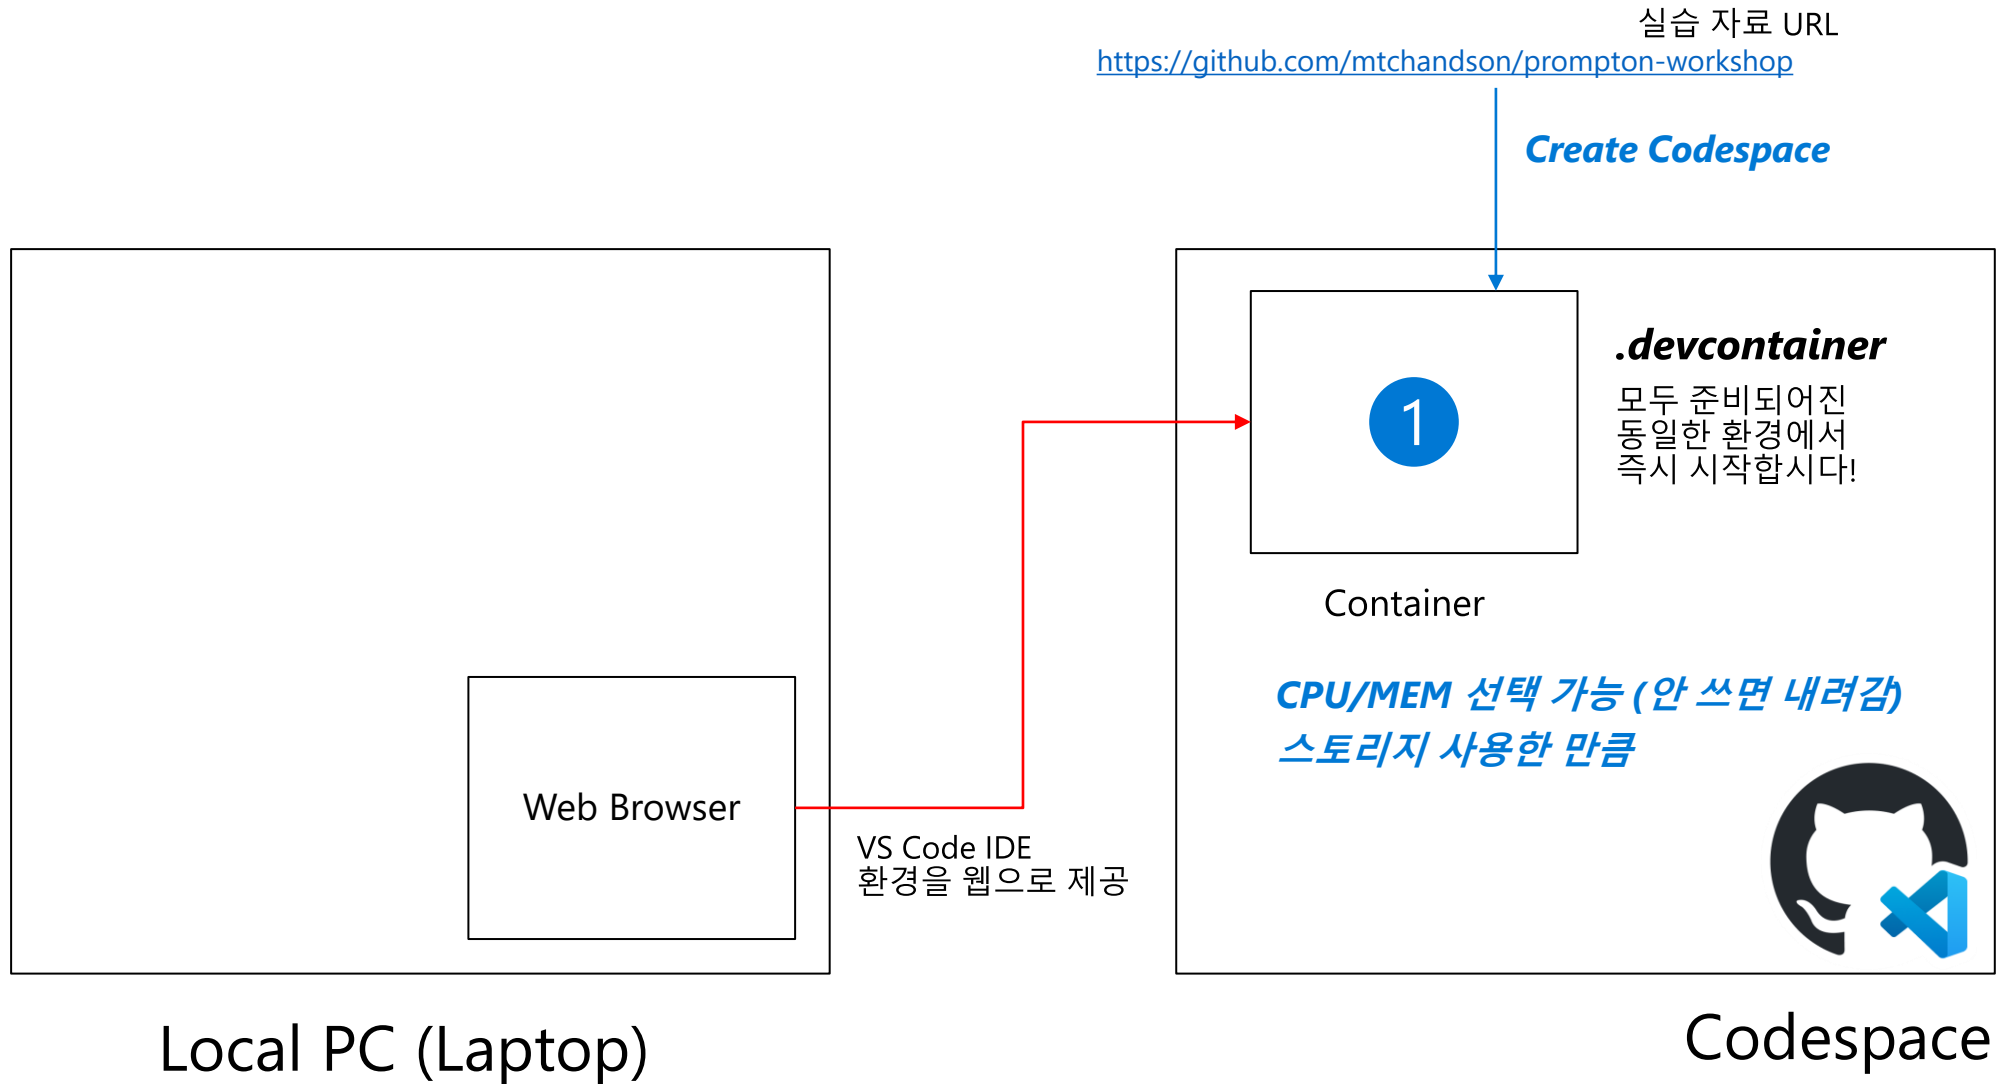 실습 자료 URL
https://github.com/mtchandson/prompton-workshop
Create Codespace
.devcontainer
모두 준비되어진
동일한 환경에서
즉시 시작합시다!
1
Container
CPU/MEM 선택 가능 (안 쓰면 내려감)
스토리지 사용한 만큼
Web Browser
VS Code IDE
환경을 웹으로 제공
Local PC (Laptop)
Codespace